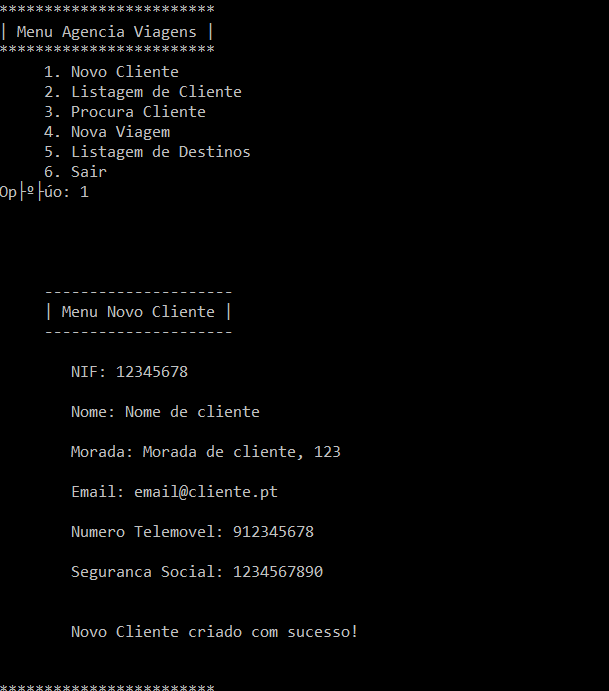 ************************
| Menu Agencia Viagens |
************************
1. Novo Cliente
2. Listagem de Cliente
3. Procura Cliente
4. Nova Viagem
5. Listagem de Destinos
6. Sair
Op├º├úo: 1
---------------------
| Menu Novo Cliente |
---------------------
NIF: 12345678
Nome: Nome de cliente
Morada: Morada de cliente, 123
Email: email@cliente.pt
Numero Telemovel: 912345678
Seguranca Social: 1234567890
Novo Cliente criado com sucesso!
************************